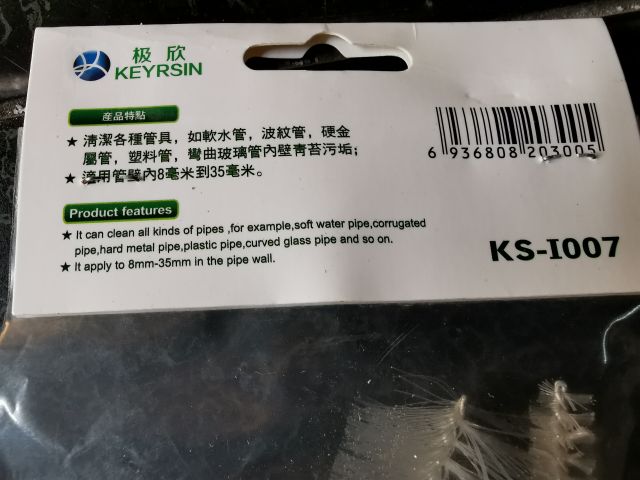 极欣
KEYRSIN
産品特點
★ 清潔各種管具，如軟水管，波紋管，硬金
屬管，塑料管，彎曲玻璃管內壁青苔污垢；
★ 適用管壁內8毫米到35毫米。
6 936808 203005
Product features
★ It can clean all kinds of pipes ,for example,soft water pipe,corrugated
pipe,hard metal pipe,plastic pipe,curved glass pipe and so on.
★ It apply to 8mm-35mm in the pipe wall.
KS-I007